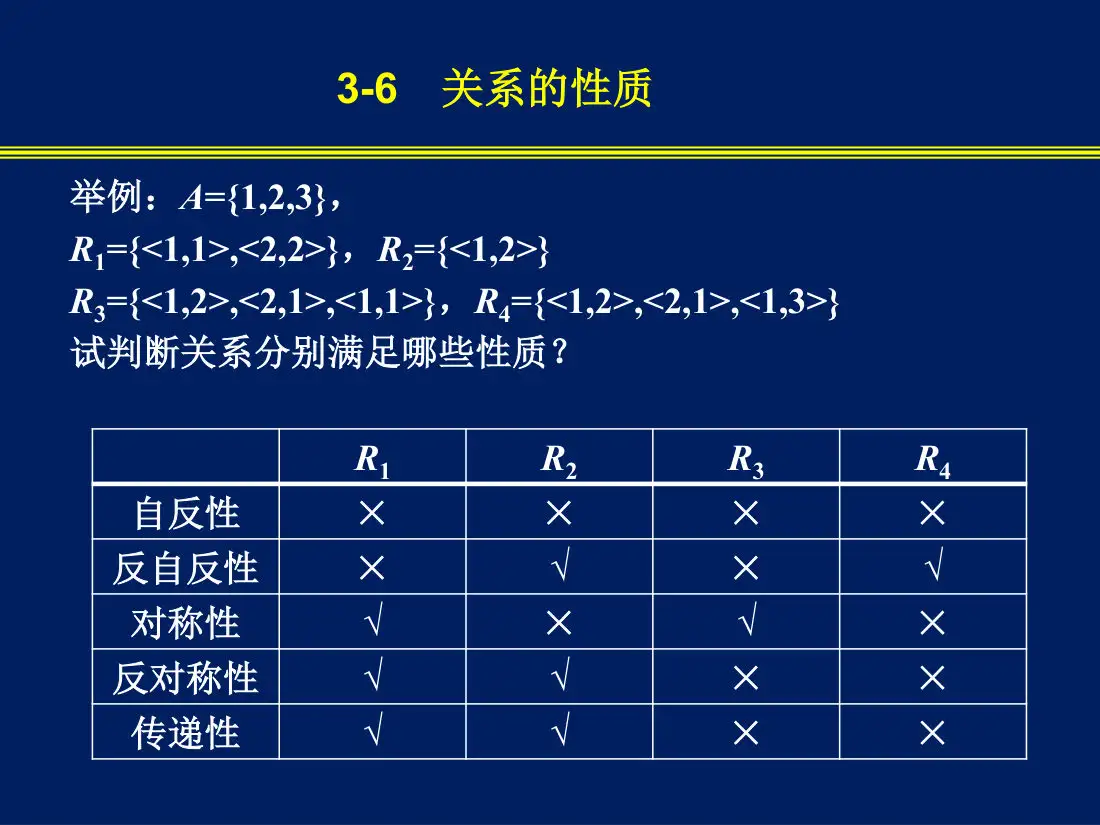 3-6 关系的性质
举例：A={1,2,3}，
R1={<1,1>,<2,2>}，R2={<1,2>}
R3={<1,2>,<2,1>,<1,1>}，R4={<1,2>,<2,1>,<1,3>}
试判断关系分别满足哪些性质？
R1 R2 R3 R4
自反性 × × × ×
反自反性 × √ × √
对称性 √ × √ ×
反对称性 √ √ × ×
传递性 √ √ × ×